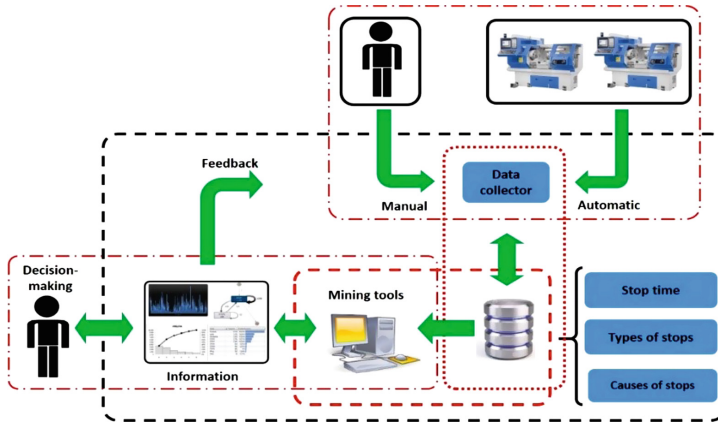 Feedback
Data
collector
Manual
Automatic
Decision-
making
Mining tools
Information
Stop time
Types of stops
Causes of stops